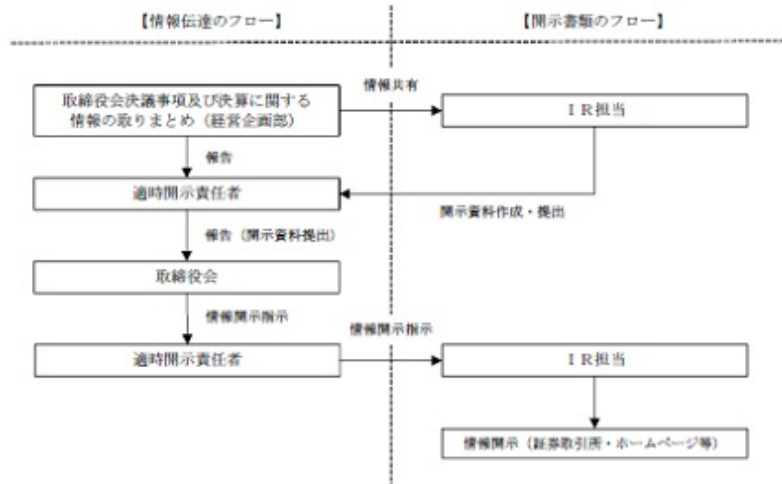 【情報伝達のフロー】
【開示書類のフロー】
取締役会決議事項及び決算に関する
情報の取りまとめ（経営企画部）
情報共有
ＩＲ担当
報告
適時開示責任者
開示資料作成・提出
報告（開示資料提出）
取締役会
情報開示指示
情報開示指示
適時開示責任者
ＩＲ担当
情報開示（証券取引所・ホームページ等）